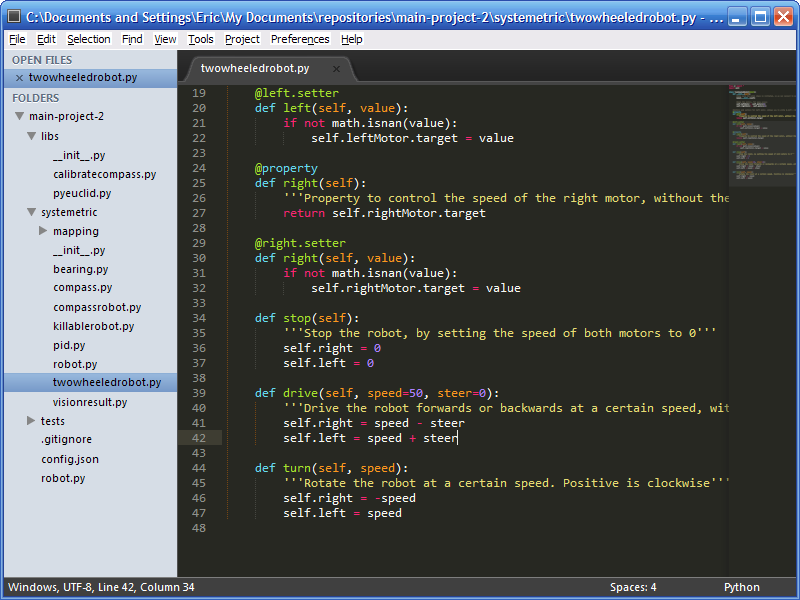 C:\Documents and Settings\Eric\My Documents\repositories\main-project-2\systemetric\twowheeledrobot.py - ...
File Edit Selection Find View Tools Project Preferences Help
OPEN FILES
twowheeledrobot.py
FOLDERS
main-project-2
libs
__init__.py
calibratecompass.py
pyeuclid.py
systemetric
mapping
__init__.py
bearing.py
compass.py
compassrobot.py
killablerobot.py
pid.py
robot.py
twowheeledrobot.py
visionresult.py
tests
.gitignore
config.json
robot.py
twowheeledrobot.py
19 @left.setter
20 def left(self, value):
21 if not math.isnan(value):
22 self.leftMotor.target = value
23
24 @property
25 def right(self):
26 '''Property to control the speed of the right motor, without the
27 return self.rightMotor.target
28
29 @right.setter
30 def right(self, value):
31 if not math.isnan(value):
32 self.rightMotor.target = value
33
34 def stop(self):
35 '''Stop the robot, by setting the speed of both motors to 0'''
36 self.right = 0
37 self.left = 0
38
39 def drive(self, speed=50, steer=0):
40 '''Drive the robot forwards or backwards at a certain speed, wit
41 self.right = speed - steer
42 self.left = speed + steer
43
44 def turn(self, speed):
45 '''Rotate the robot at a certain speed. Positive is clockwise'''
46 self.right = -speed
47 self.left = speed
48
Windows, UTF-8, Line 42, Column 34 Spaces: 4 Python